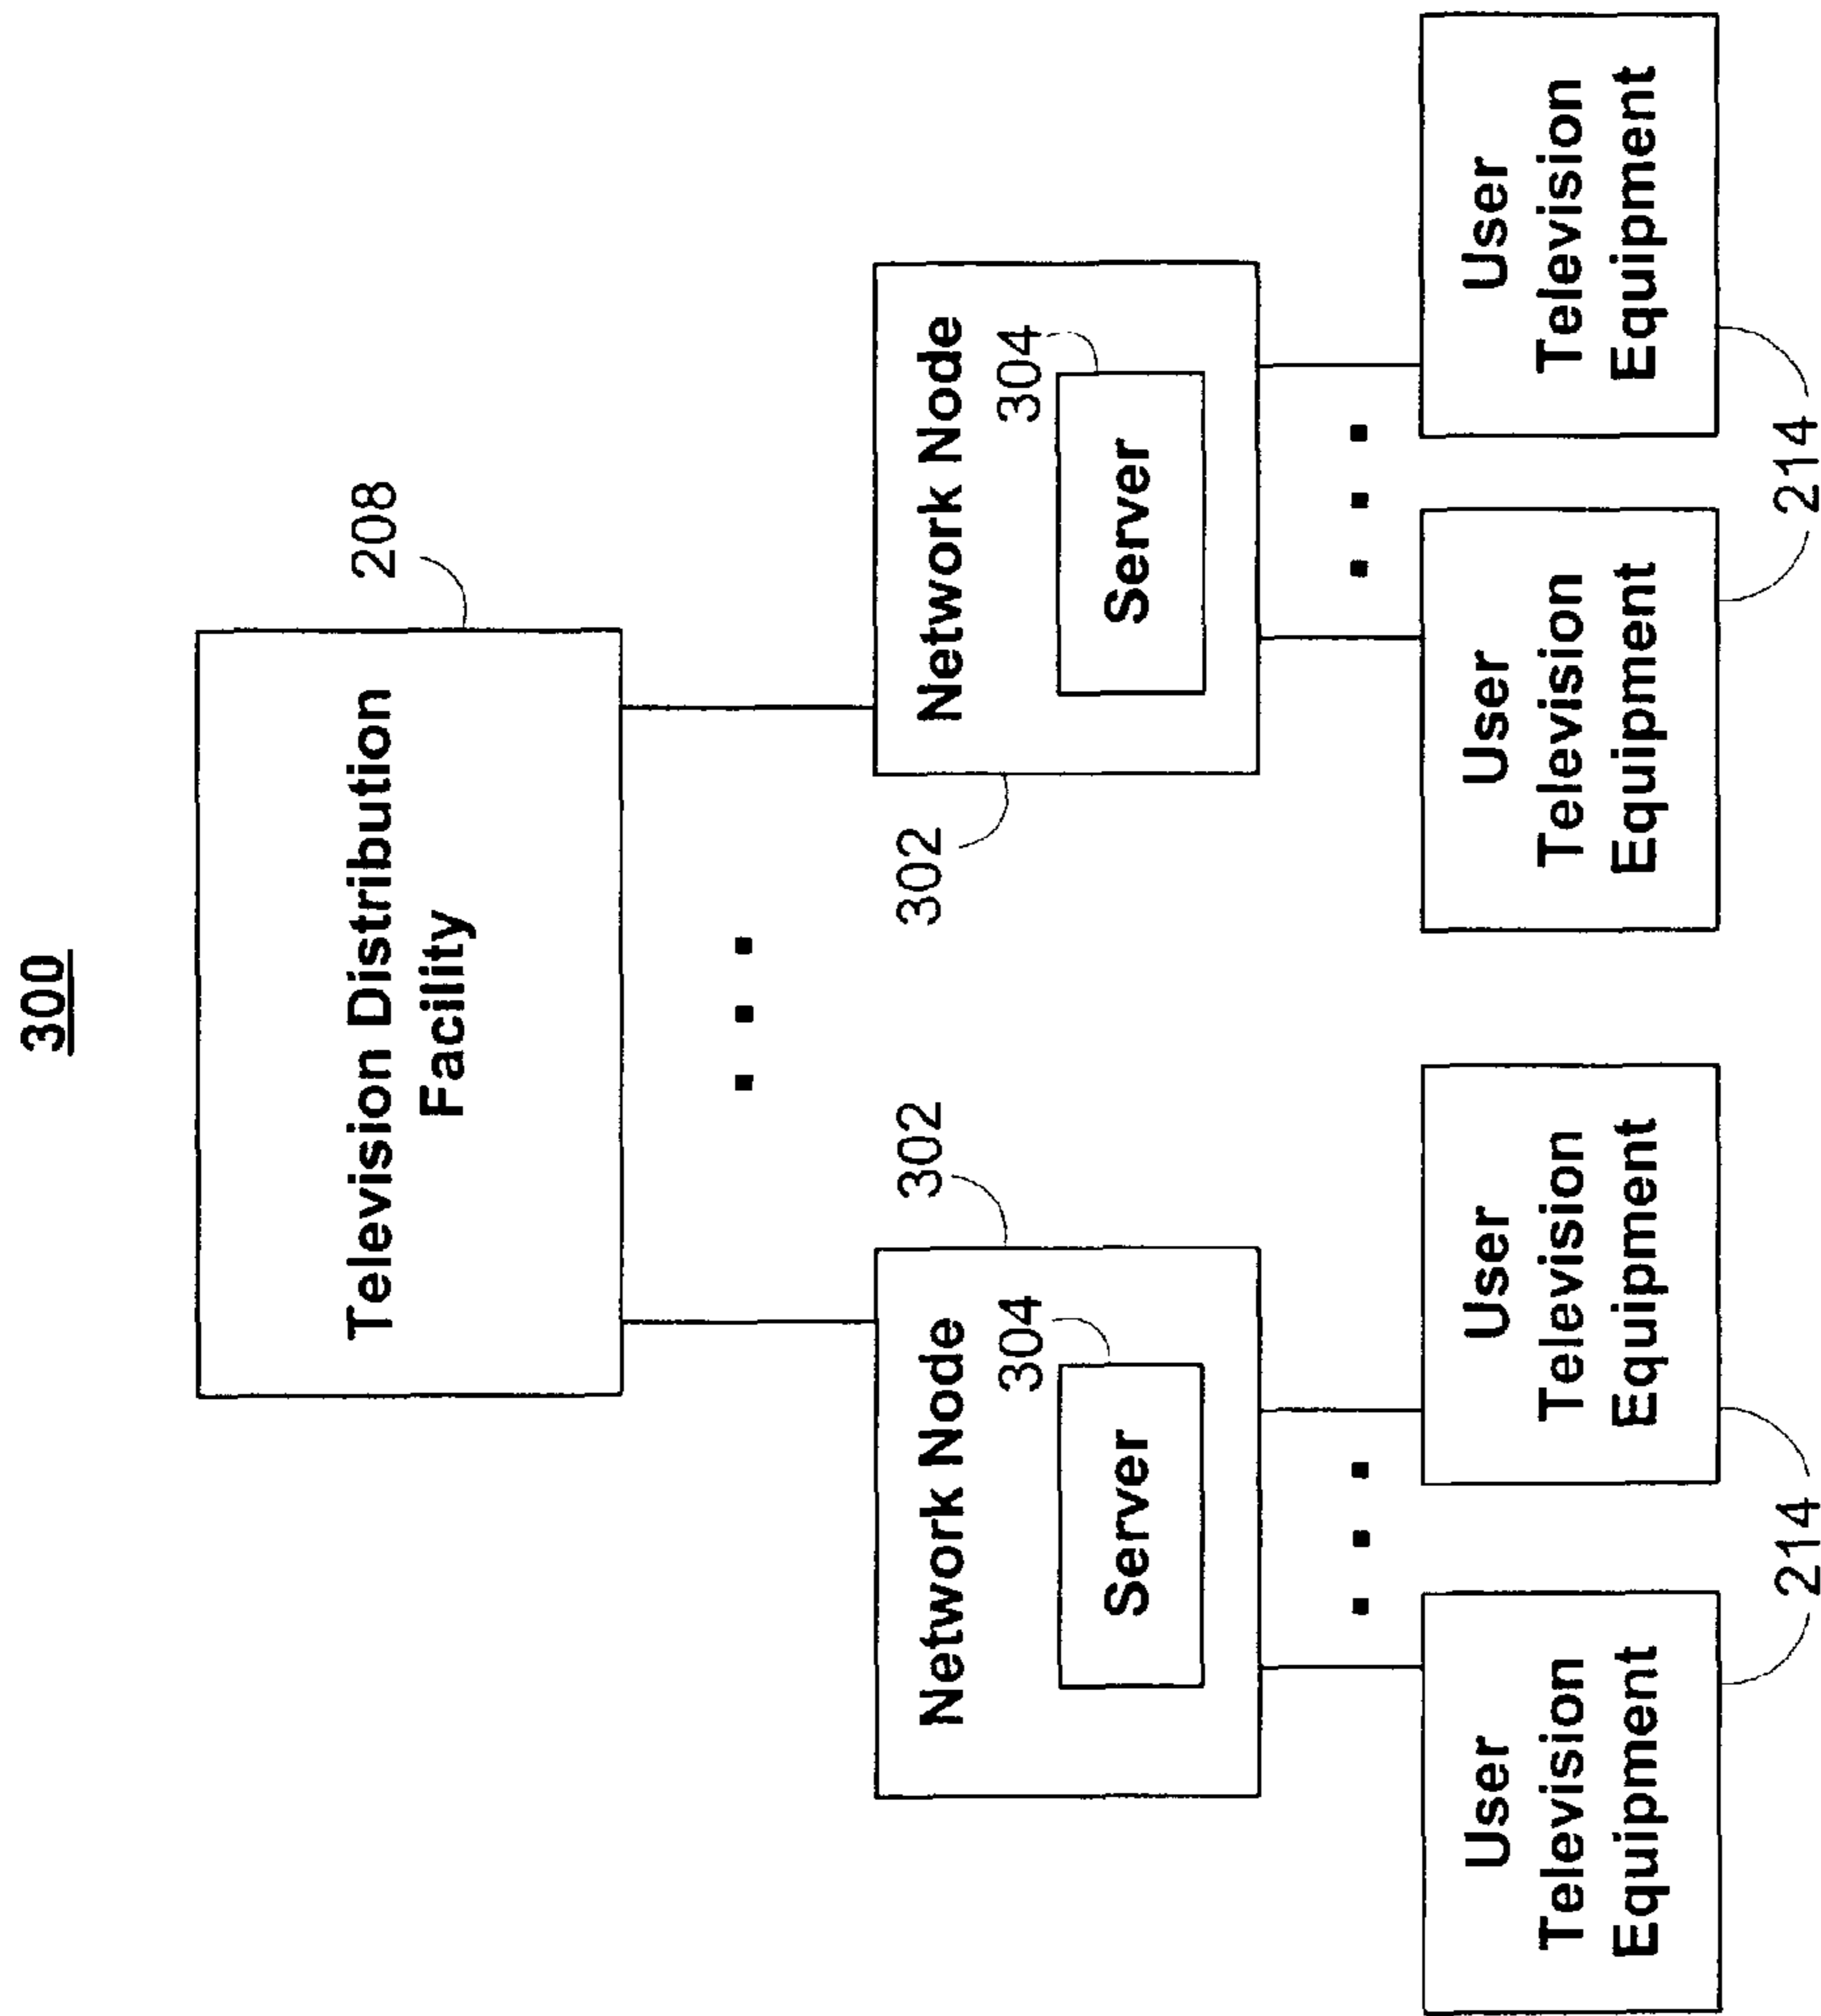 300
Television Distribution
Facility
208
302
302
Network Node
304
Server
Network Node
304
Server
User
Television
Equipment
User
Television
Equipment
User
Television
Equipment
User
Television
Equipment
214
214